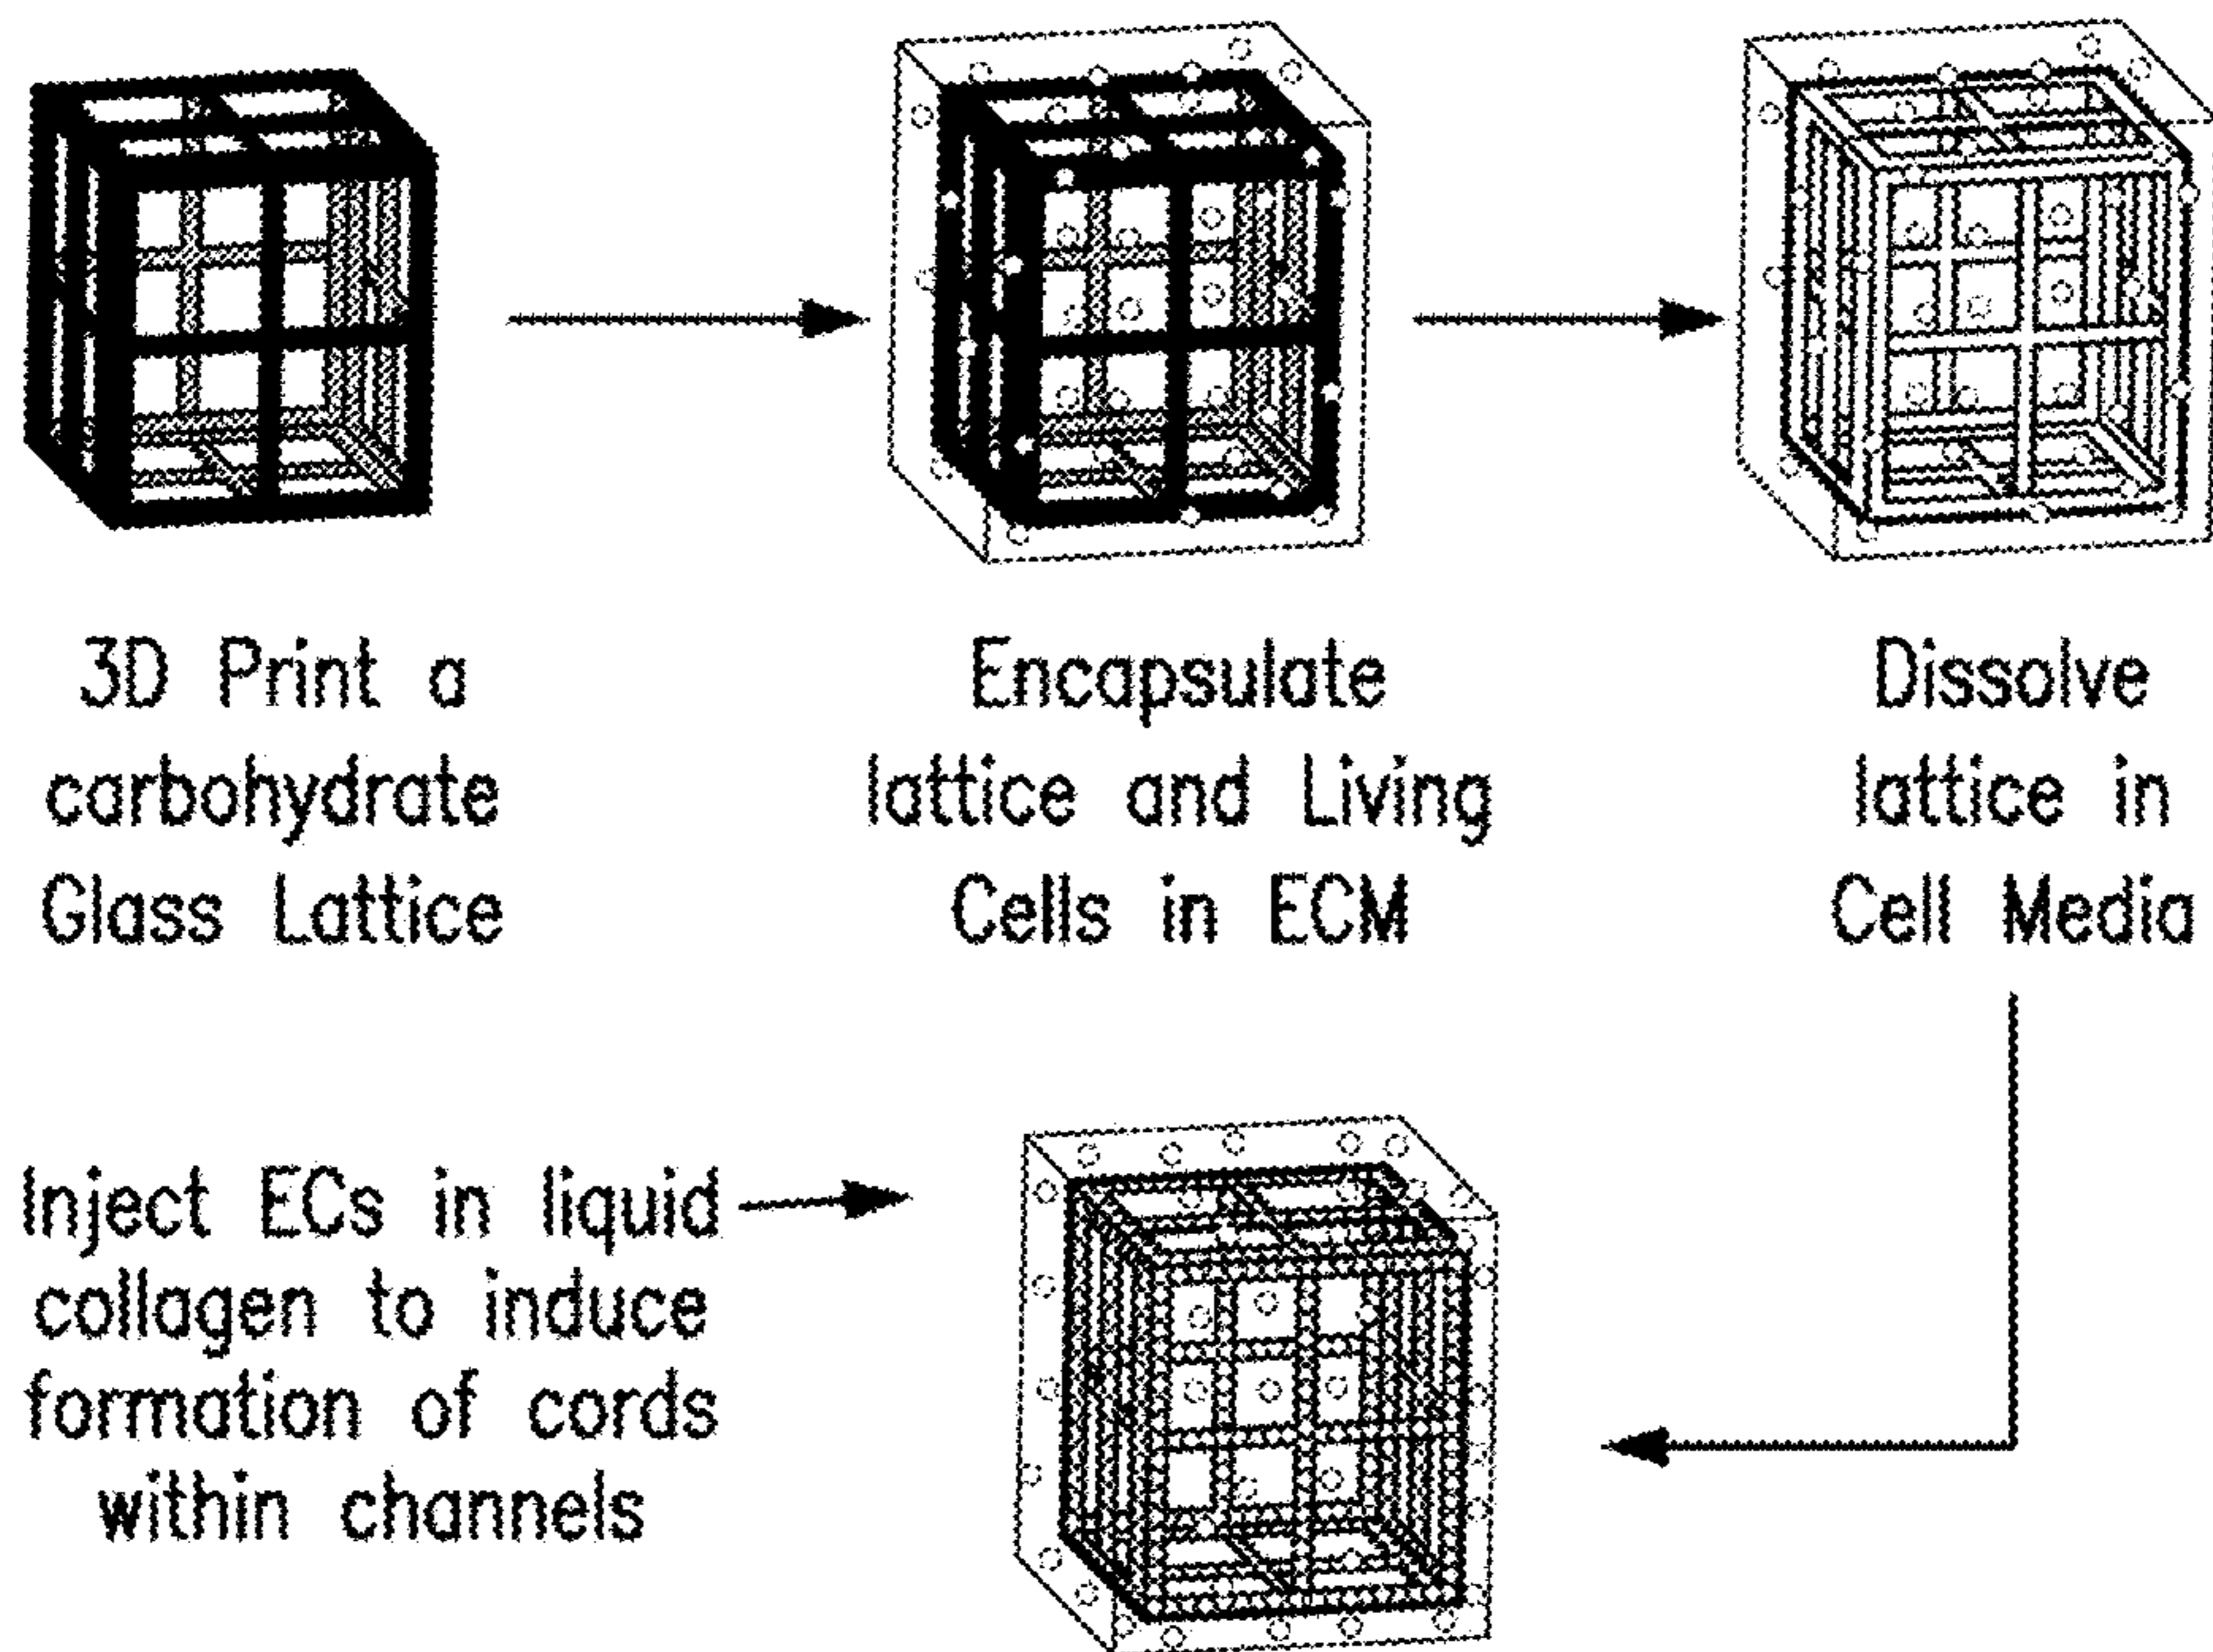 3D Print a
carbohydrate
Glass Lattice
Encapsulate
lattice and Living
Cells in ECM
Dissolve
lattice in
Cell Media
Inject ECs in liquid
collagen to induce
formation of cords
within channels